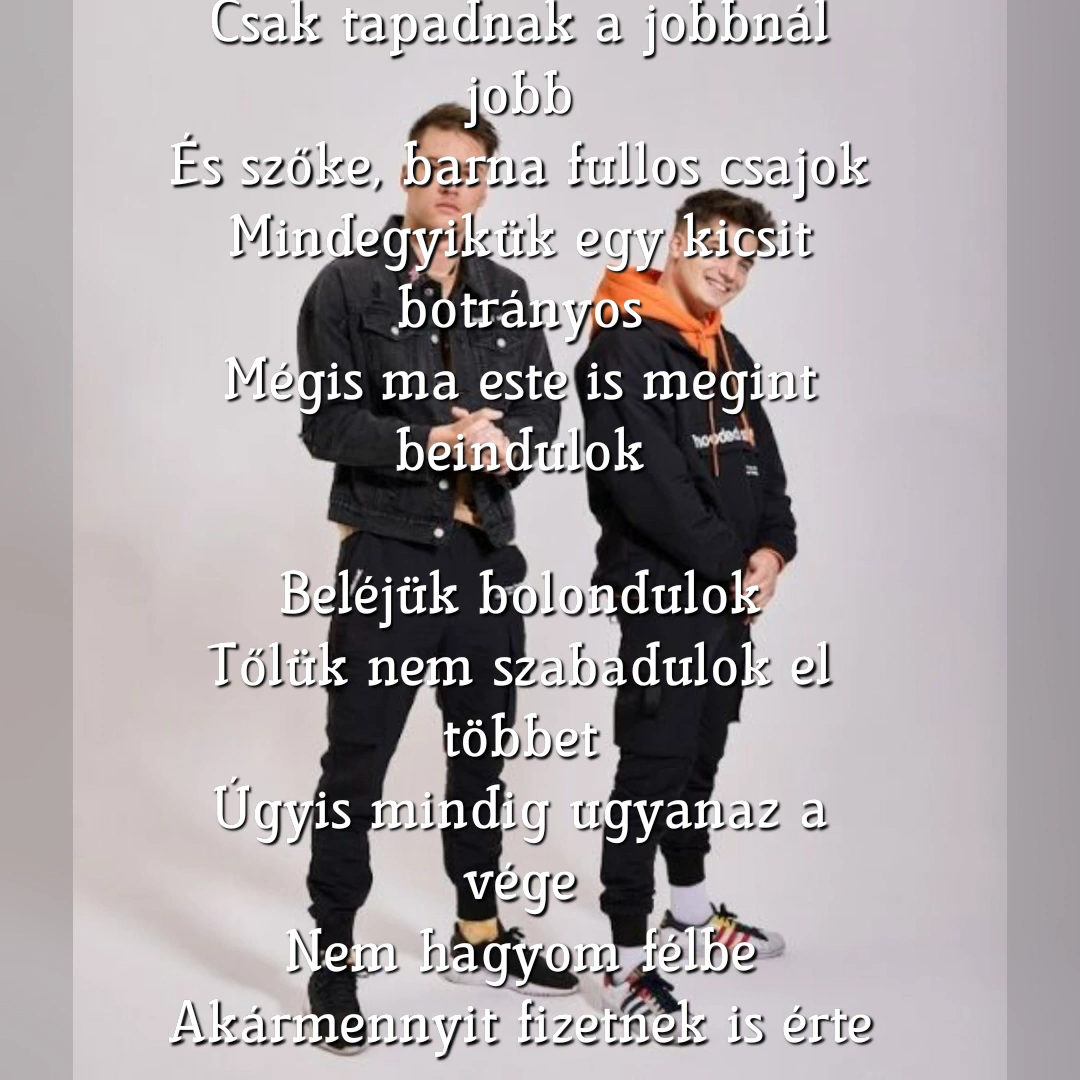 Csak tapadnak a jobbnál
jobb
És szőke, barna fullos csajok
Mindegyikük egy kicsit
botrányos
Mégis ma este is megint
beindulok
Beléjük bolondulok
Tőlük nem szabadulok el
többet
Úgyis mindig ugyanaz a
vége
Nem hagyom félbe
Akármennyit fizetnek is érte